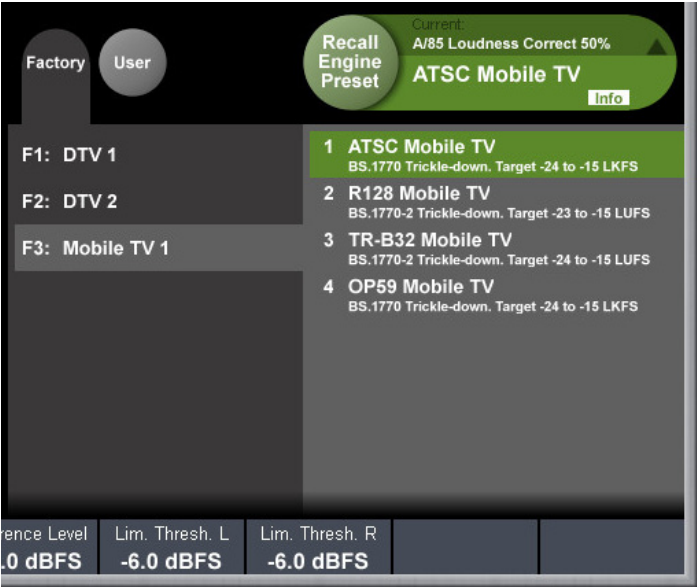 Factory
User
Recall
Engine
Preset
Current:
A/85 Loudness Correct 50%
ATSC Mobile TV
Info
F1: DTV 1
F2: DTV 2
F3: Mobile TV 1
1 ATSC Mobile TV
BS.1770 Trickle-down. Target -24 to -15 LKFS
2 R128 Mobile TV
BS.1770-2 Trickle-down. Target -23 to -15 LUFS
3 TR-B32 Mobile TV
BS.1770-2 Trickle-down. Target -24 to -15 LUFS
4 OP59 Mobile TV
BS.1770 Trickle-down. Target -24 to -15 LKFS
Level
.0 dBFS
Lim. Thresh. L
-6.0 dBFS
Lim. Thresh. R
-6.0 dBFS